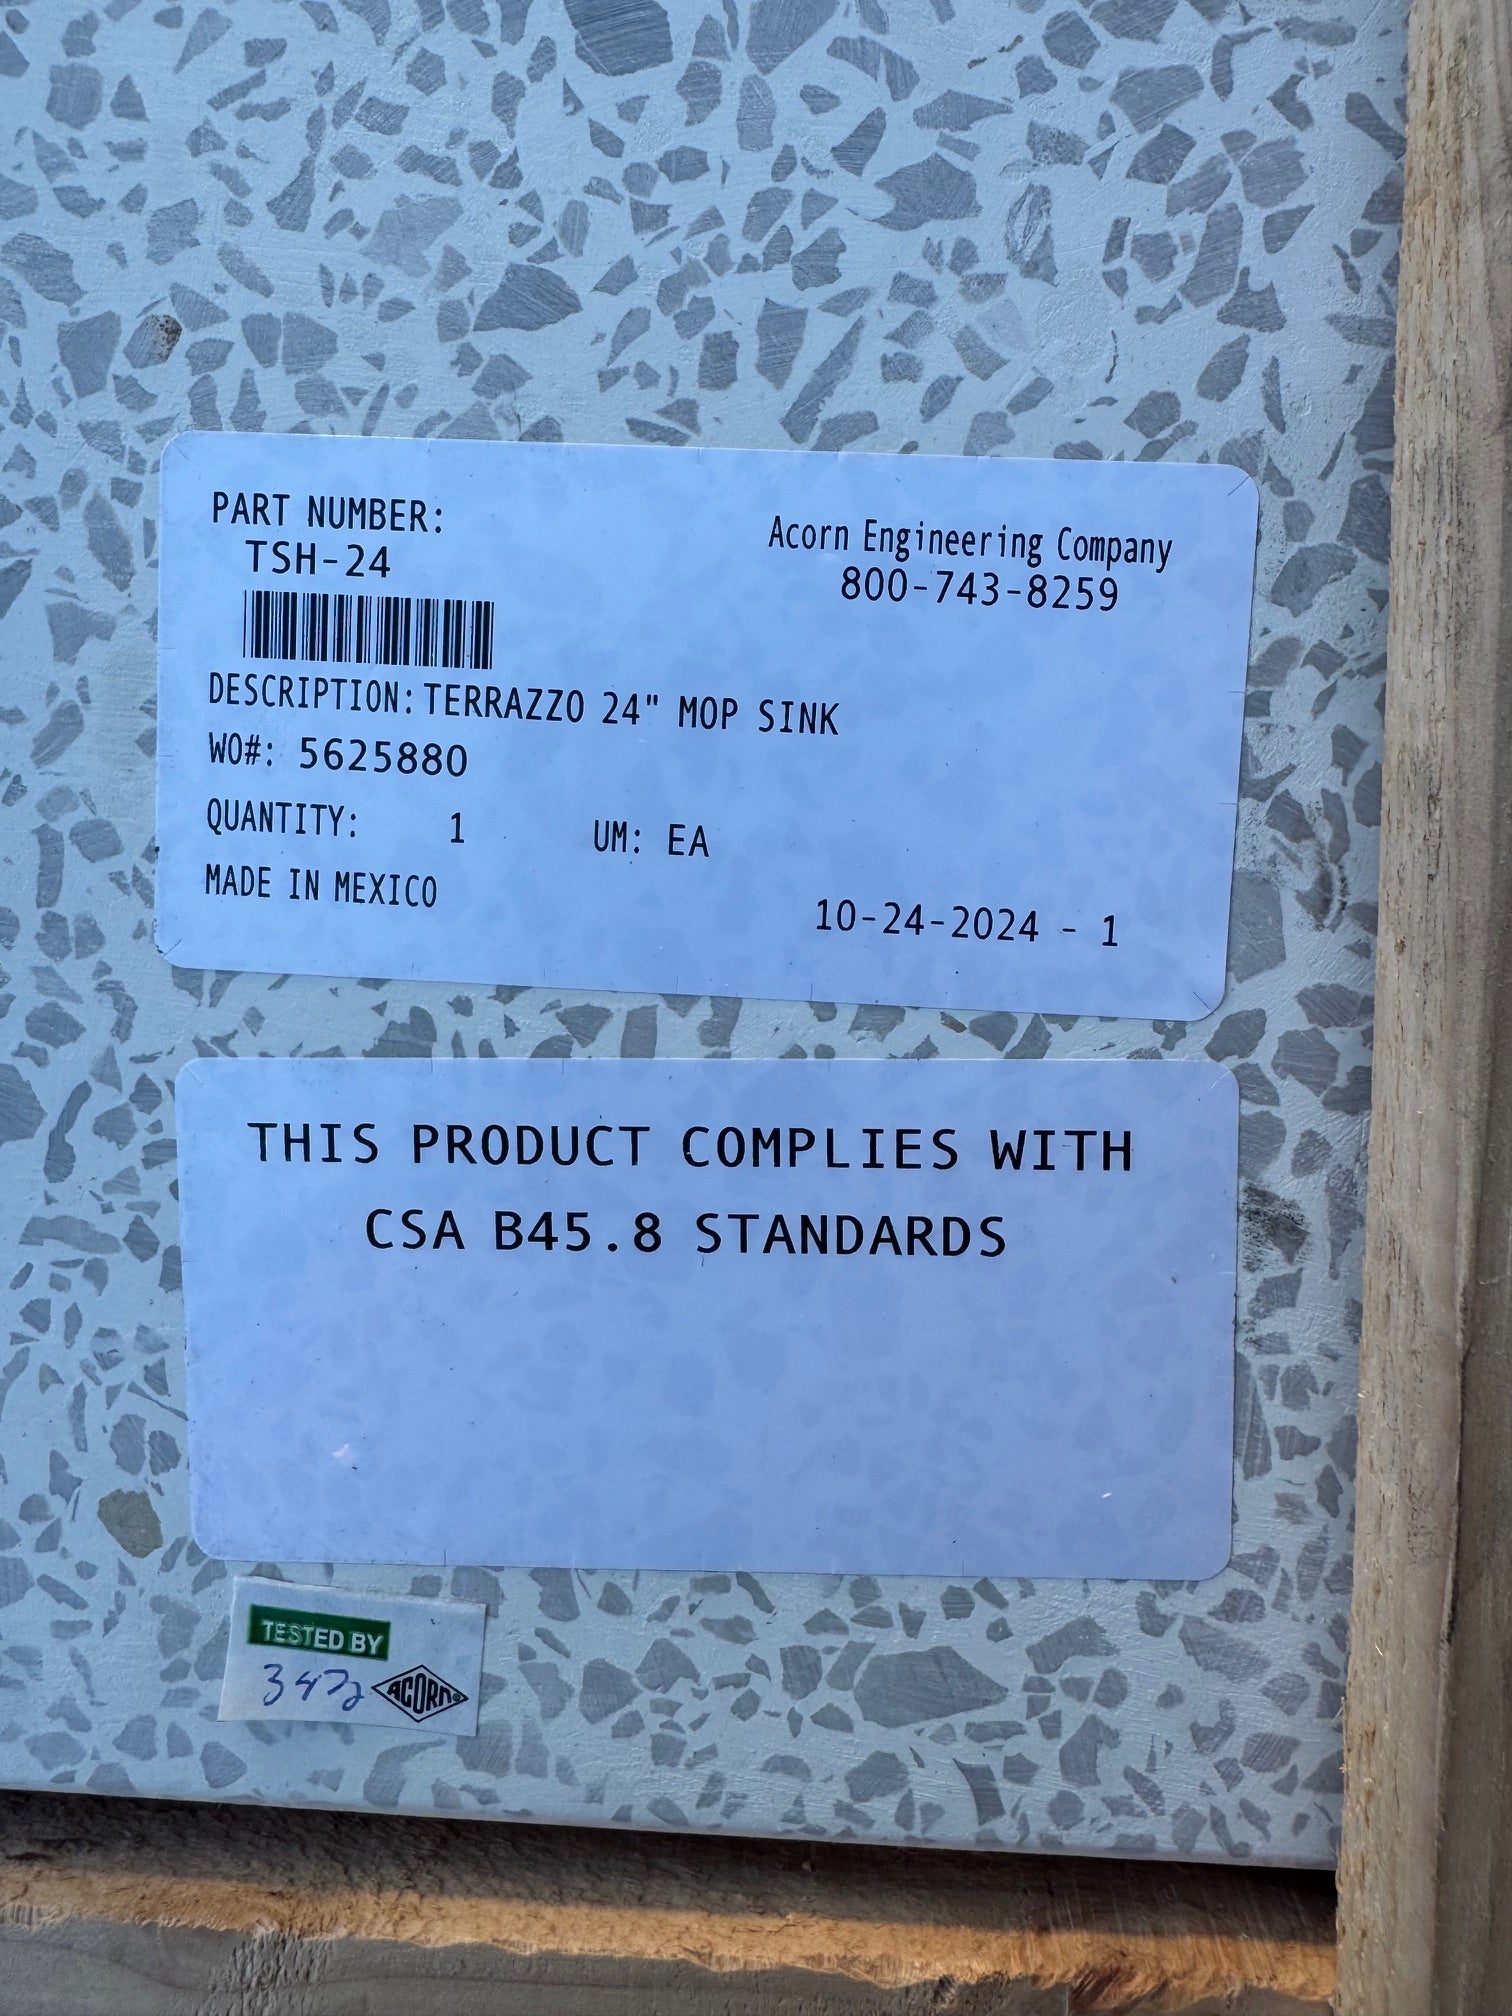 PART NUMBER:
TSH-24
Acorn Engineering Company
800-743-8259
DESCRIPTION: TERRAZZO 24" MOP SINK
WO#: 5625880
QUANTITY: 1 UM: EA
MADE IN MEXICO
10-24-2024 - 1
THIS PRODUCT COMPLIES WITH
CSA B45.8 STANDARDS
TESTED BY
ACORN®